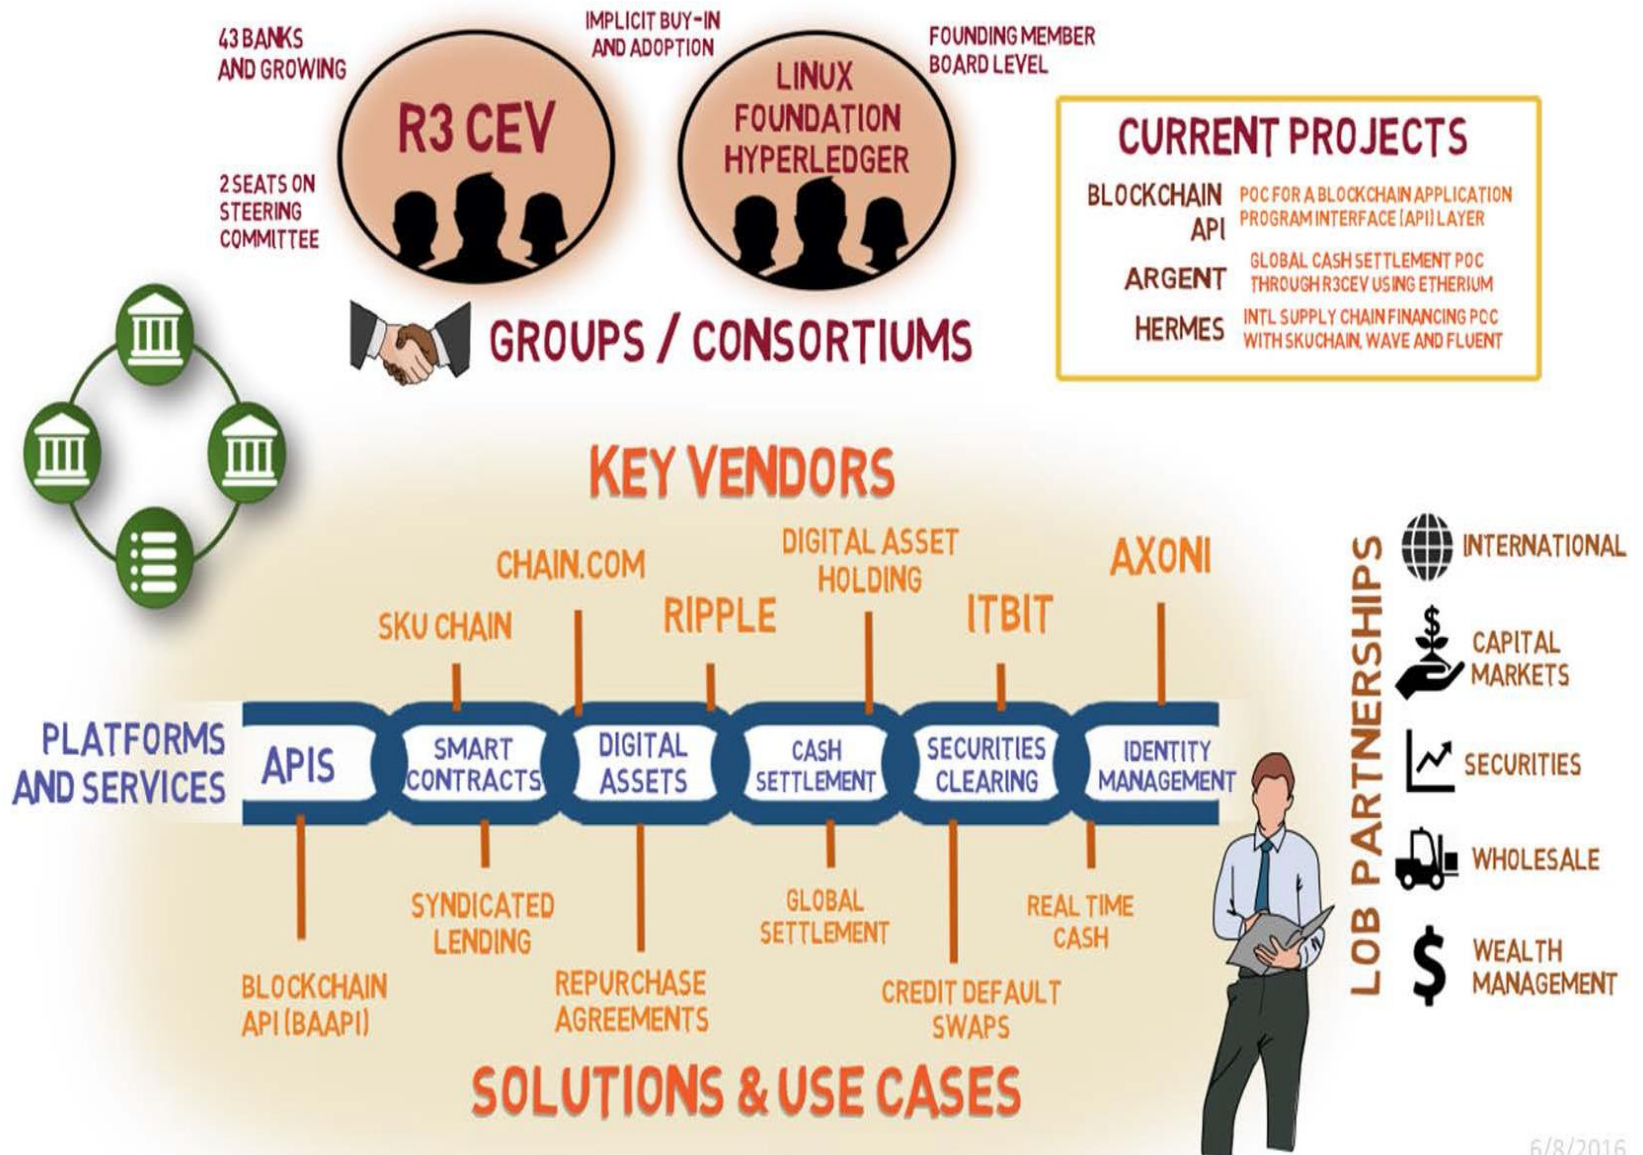 43 BANKS
AND GROWING
2 SEATS ON
STEERING
COMMITTEE
R3 CEV
IMPLICIT BUY-IN
AND ADOPTION
LINUX
FOUNDATION
HYPERLEDGER
FOUNDING MEMBER
BOARD LEVEL
GROUPS / CONSORTIUMS
CURRENT PROJECTS
BLOCKCHAIN
API
POC FOR A BLOCKCHAIN APPLICATION
PROGRAM INTERFACE (API) LAYER
ARGENT
GLOBAL CASH SETTLEMENT POC
THROUGH R3CEV USING ETHERIUM
HERMES
INTL SUPPLY CHAIN FINANCING POC
WITH SKUCHAIN, WAVE AND FLUENT
KEY VENDORS
SKU CHAIN
CHAIN.COM
RIPPLE
DIGITAL ASSET
HOLDING
ITBIT
AXONI
PLATFORMS
AND SERVICES
APIS
SMART
CONTRACTS
DIGITAL
ASSETS
CASH
SETTLEMENT
SECURITIES
CLEARING
IDENTITY
MANAGEMENT
BLOCKCHAIN
API (BAAPI)
SYNDICATED
LENDING
REPURCHASE
AGREEMENTS
GLOBAL
SETTLEMENT
CREDIT DEFAULT
SWAPS
REAL TIME
CASH
SOLUTIONS & USE CASES
LOB PARTNERSHIPS
INTERNATIONAL
CAPITAL
MARKETS
SECURITIES
WHOLESALE
WEALTH
MANAGEMENT
6/8/2016